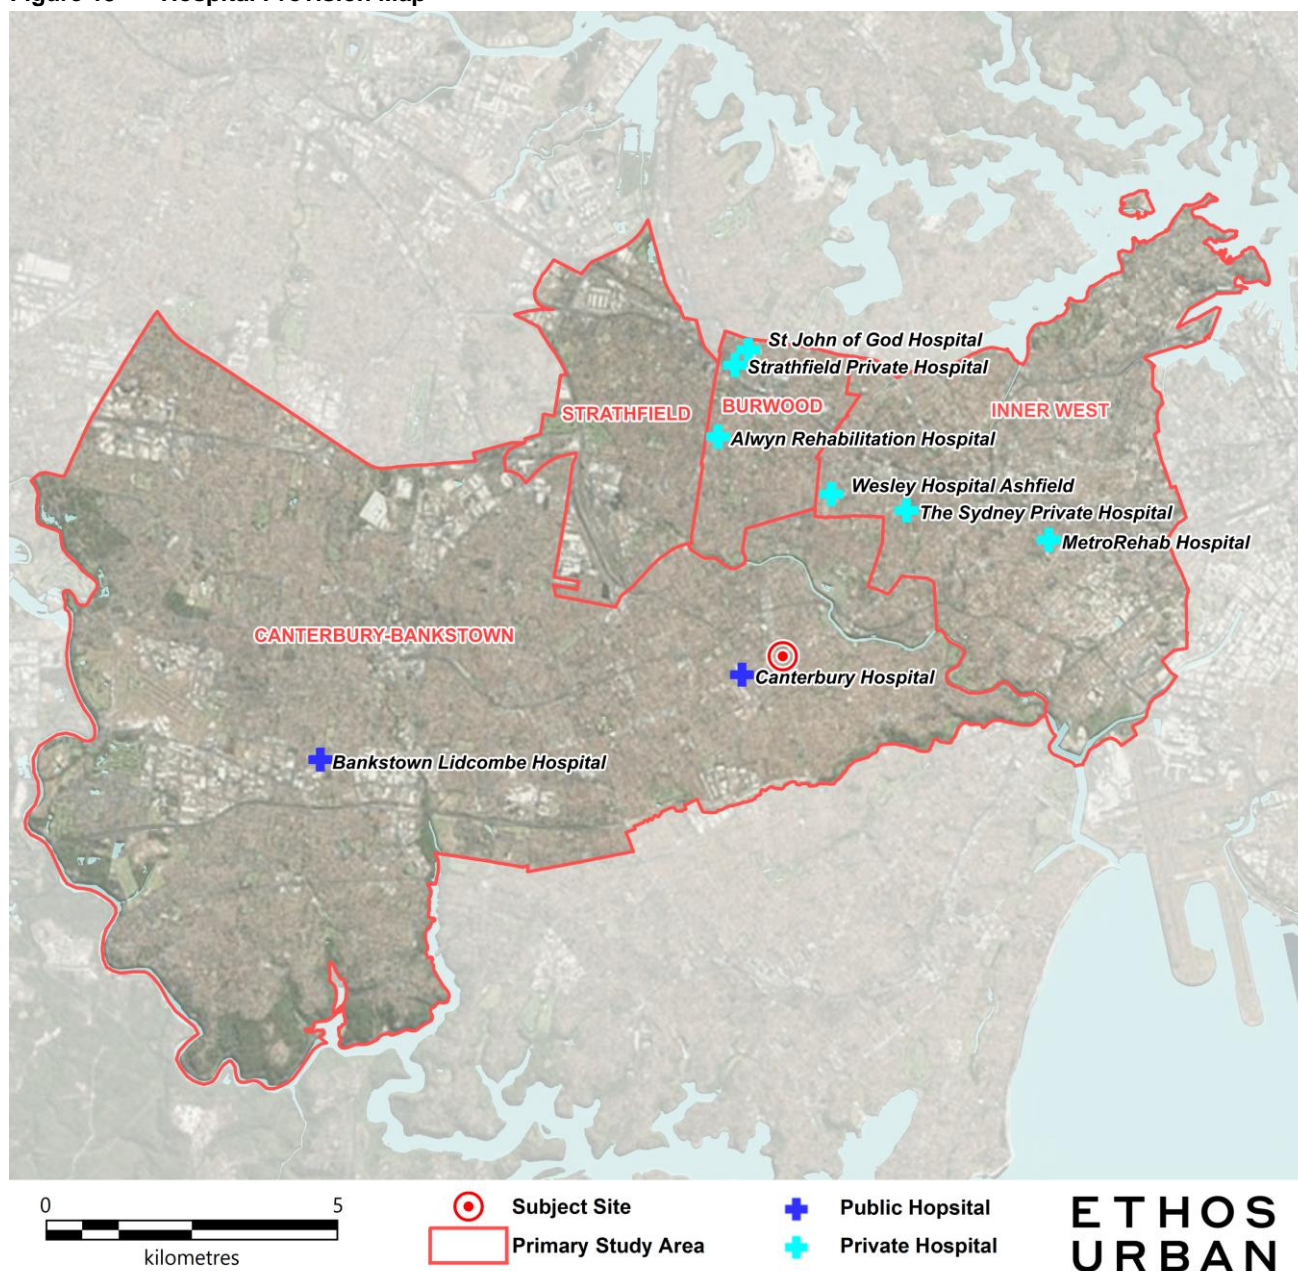 St John of God Hospital
Strathfield Private Hospital
STRATHFIELD
BURWOOD
INNER WEST
Alwyn Rehabilitation Hospital
Wesley Hospital Ashfield
The Sydney Private Hospital
MetroRehab Hospital
CANTERBURY-BANKSTOWN
Canterbury Hospital
Bankstown Lidcombe Hospital
0 5
kilometres
Subject Site
Primary Study Area
Public Hopsital
Private Hospital
ETHOS
URBAN